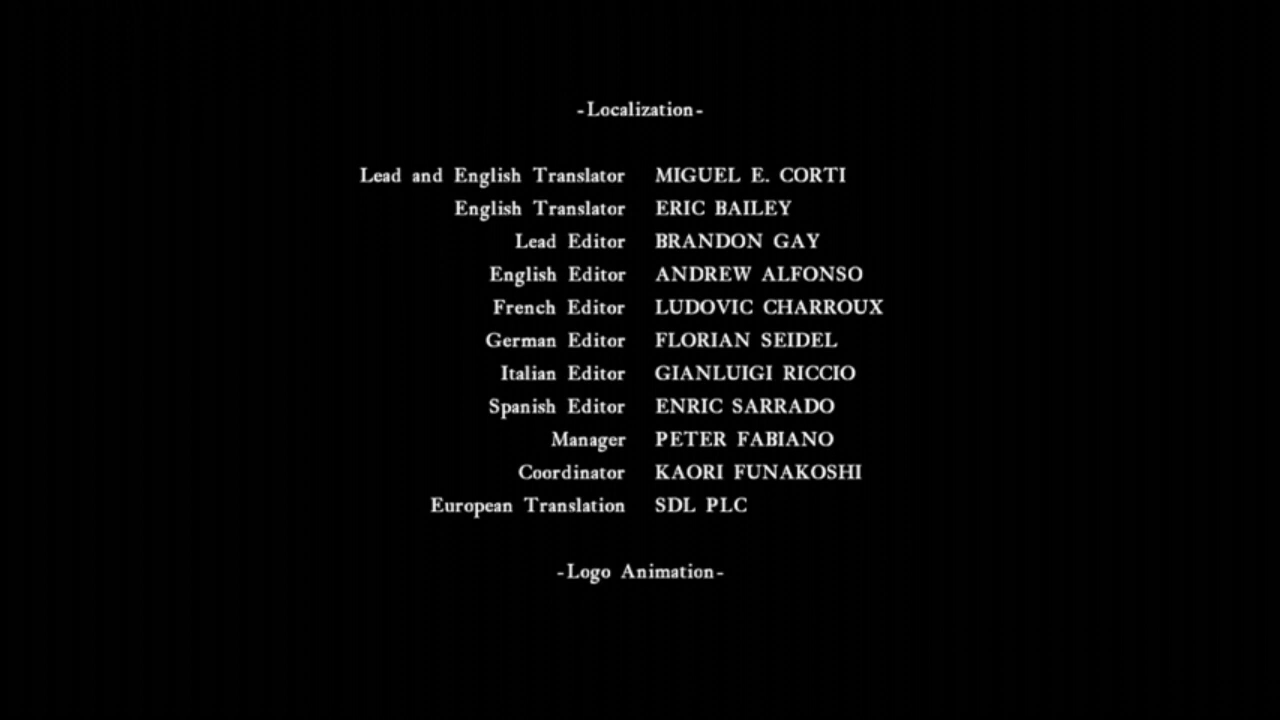 -Localization-
Lead and English Translator MIGUEL E. CORTI
English Translator ERIC BAILEY
Lead Editor BRANDON GAY
English Editor ANDREW ALFONSO
French Editor LUDOVIC CHARROUX
German Editor FLORIAN SEIDEL
Italian Editor GIANLUIGI RICCIO
Spanish Editor ENRIC SARRADO
Manager PETER FABIANO
Coordinator KAORI FUNAKOSHI
European Translation SDL PLC
-Logo Animation-